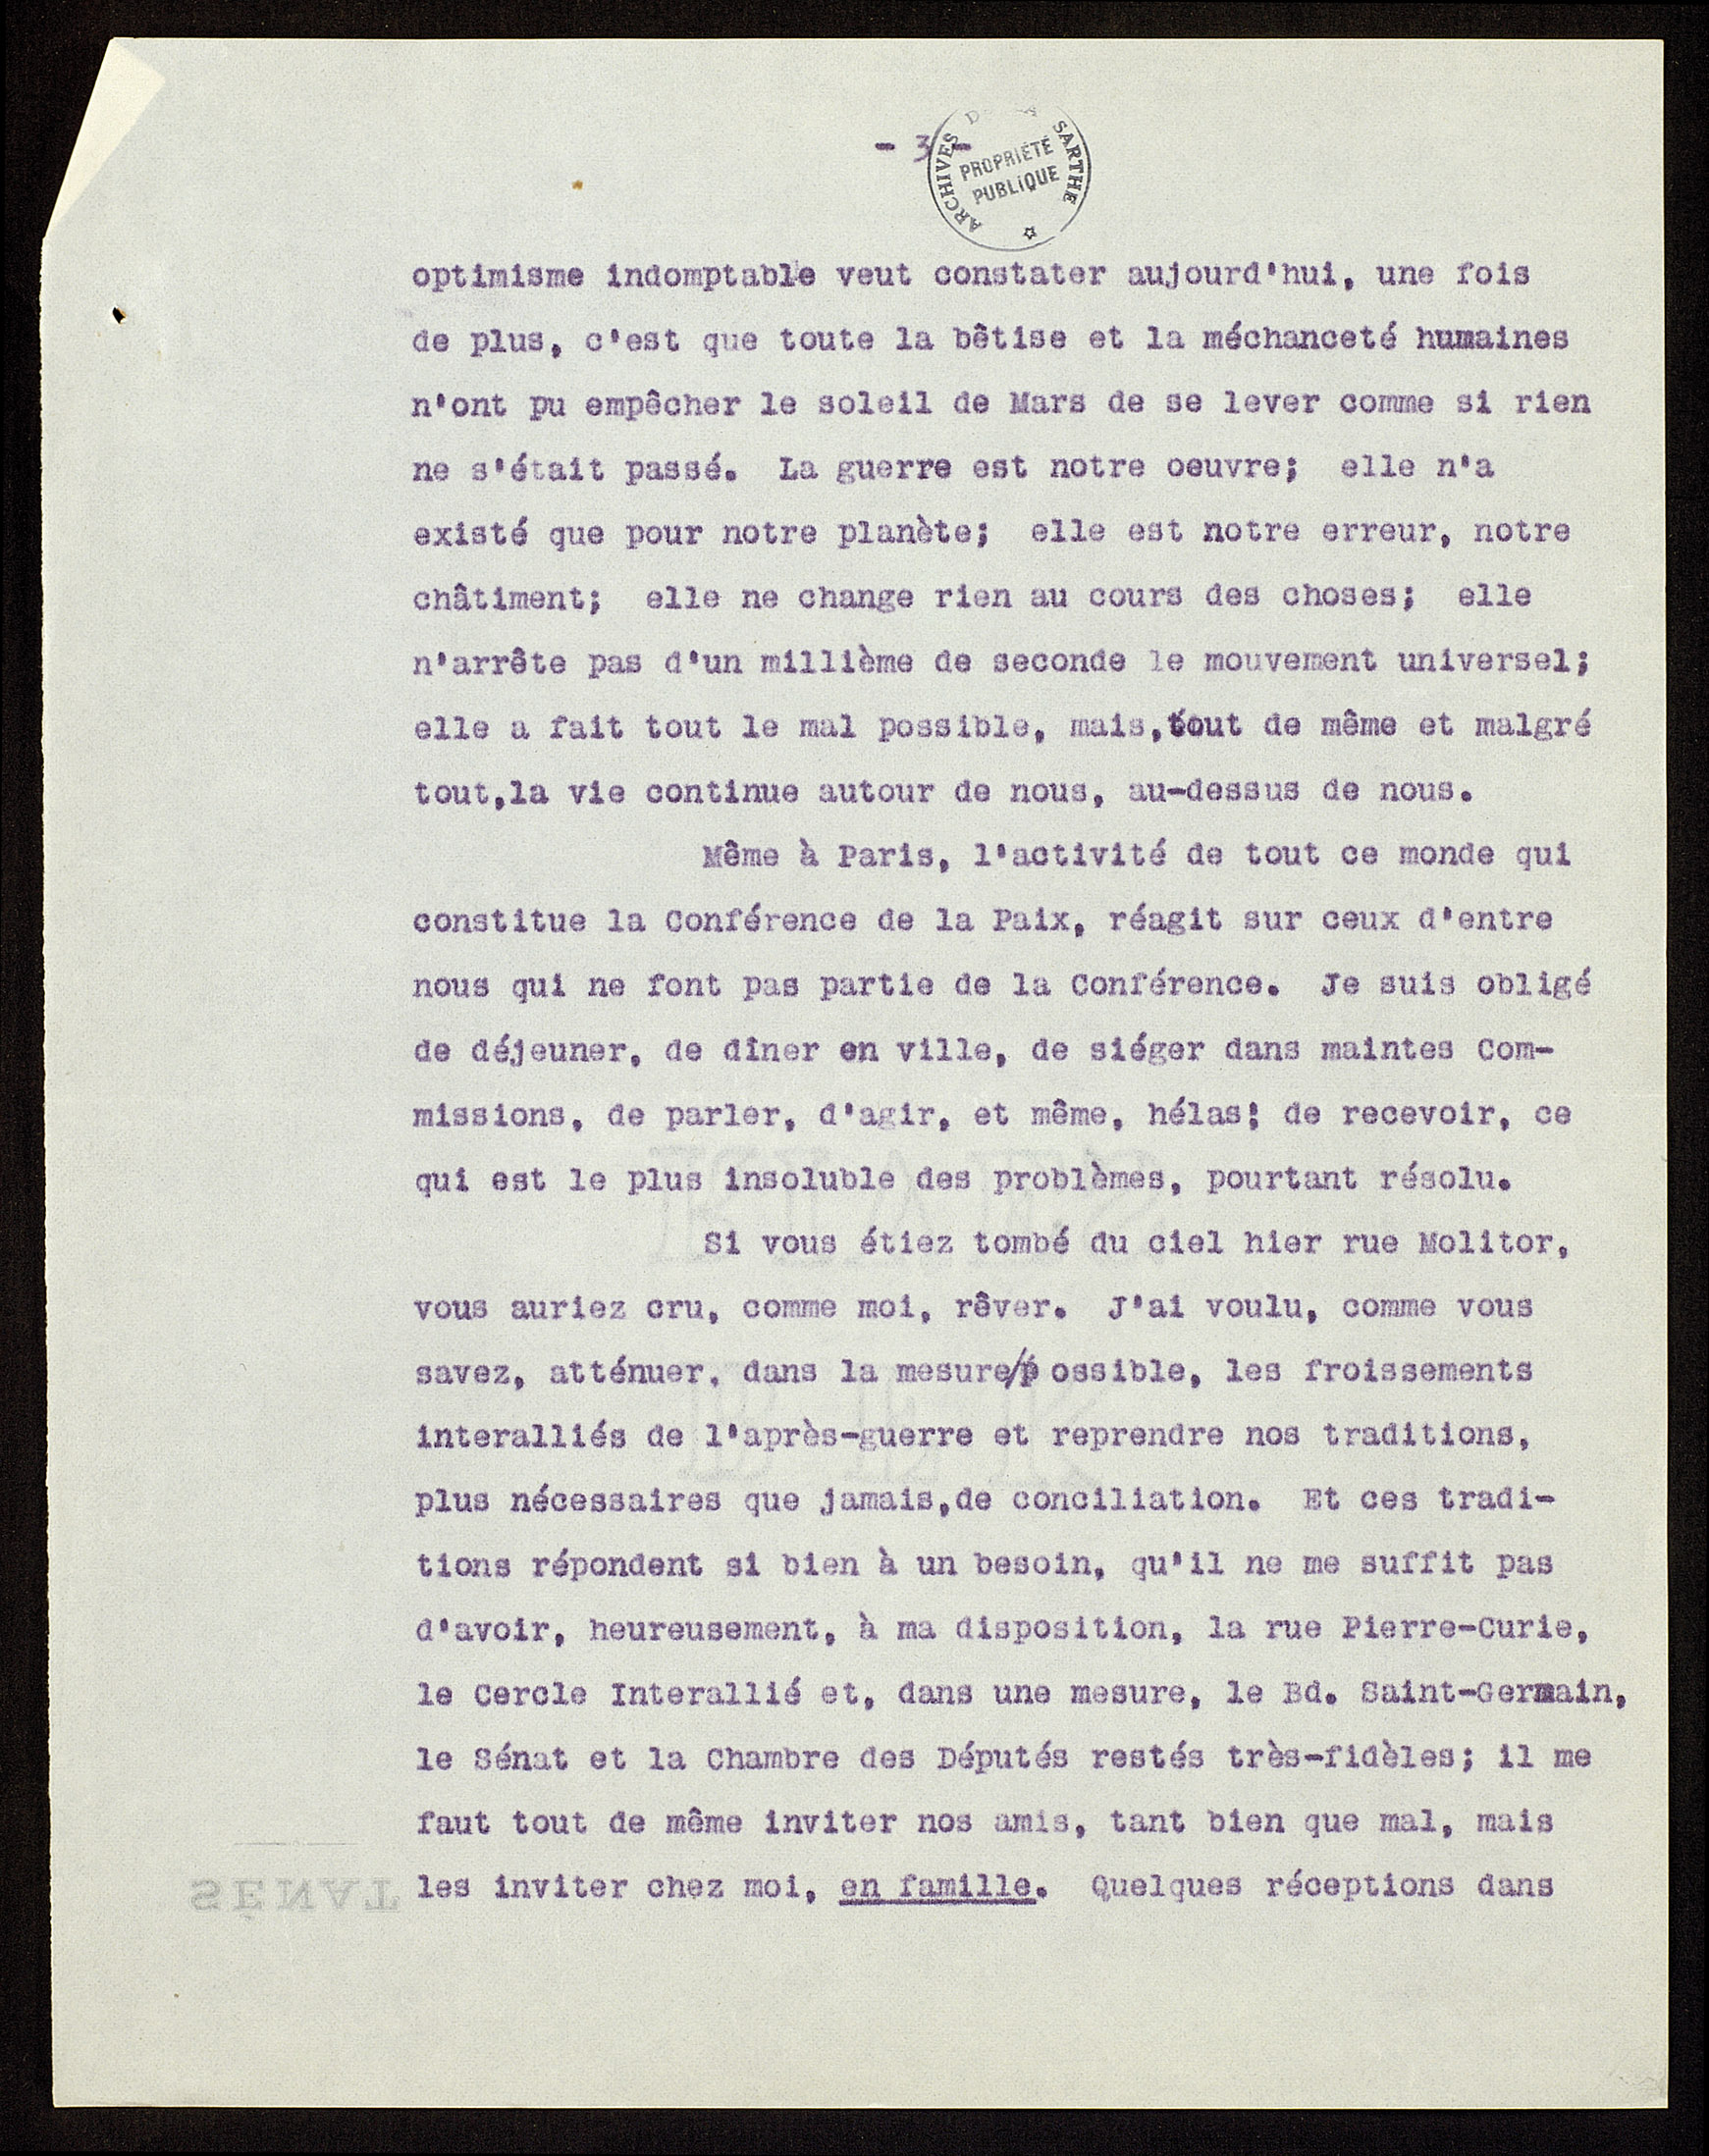 - 3 -
ARCHIVES SARTHE
PROPRIÉTÉ
PUBLIQUE
optimisme indomptable veut constater aujourd'hui, une fois
de plus, c'est que toute la bêtise et la méchanceté humaines
n'ont pu empêcher le soleil de Mars de se lever comme si rien
ne s'était passé. La guerre est notre oeuvre; elle n'a
existé que pour notre planète; elle est notre erreur, notre
châtiment; elle ne change rien au cours des choses; elle
n'arrête pas d'un millième de seconde le mouvement universel;
elle a fait tout le mal possible, mais,tout de même et malgré
tout,la vie continue autour de nous, au-dessus de nous.
Même à Paris, l'activité de tout ce monde qui
constitue la Conférence de la Paix, réagit sur ceux d'entre
nous qui ne font pas partie de la Conférence. Je suis obligé
de déjeuner, de dîner en ville, de siéger dans maintes Com-
missions, de parler, d'agir, et même, hélas! de recevoir, ce
qui est le plus insoluble des problèmes, pourtant résolu.
Si vous étiez tombé du ciel hier rue Molitor,
vous auriez cru, comme moi, rêver. J'ai voulu, comme vous
savez, atténuer, dans la mesure/possible, les froissements
interalliés de l'après-guerre et reprendre nos traditions,
plus nécessaires que jamais,de conciliation. Et ces tradi-
tions répondent si bien à un besoin, qu'il ne me suffit pas
d'avoir, heureusement, à ma disposition, la rue Pierre-Curie,
le Cercle Interallié et, dans une mesure, le Bd. Saint-Germain,
le Sénat et la Chambre des Députés restés très-fidèles; il me
faut tout de même inviter nos amis, tant bien que mal, mais
les inviter chez moi, en famille. Quelques réceptions dans
SÉNAT